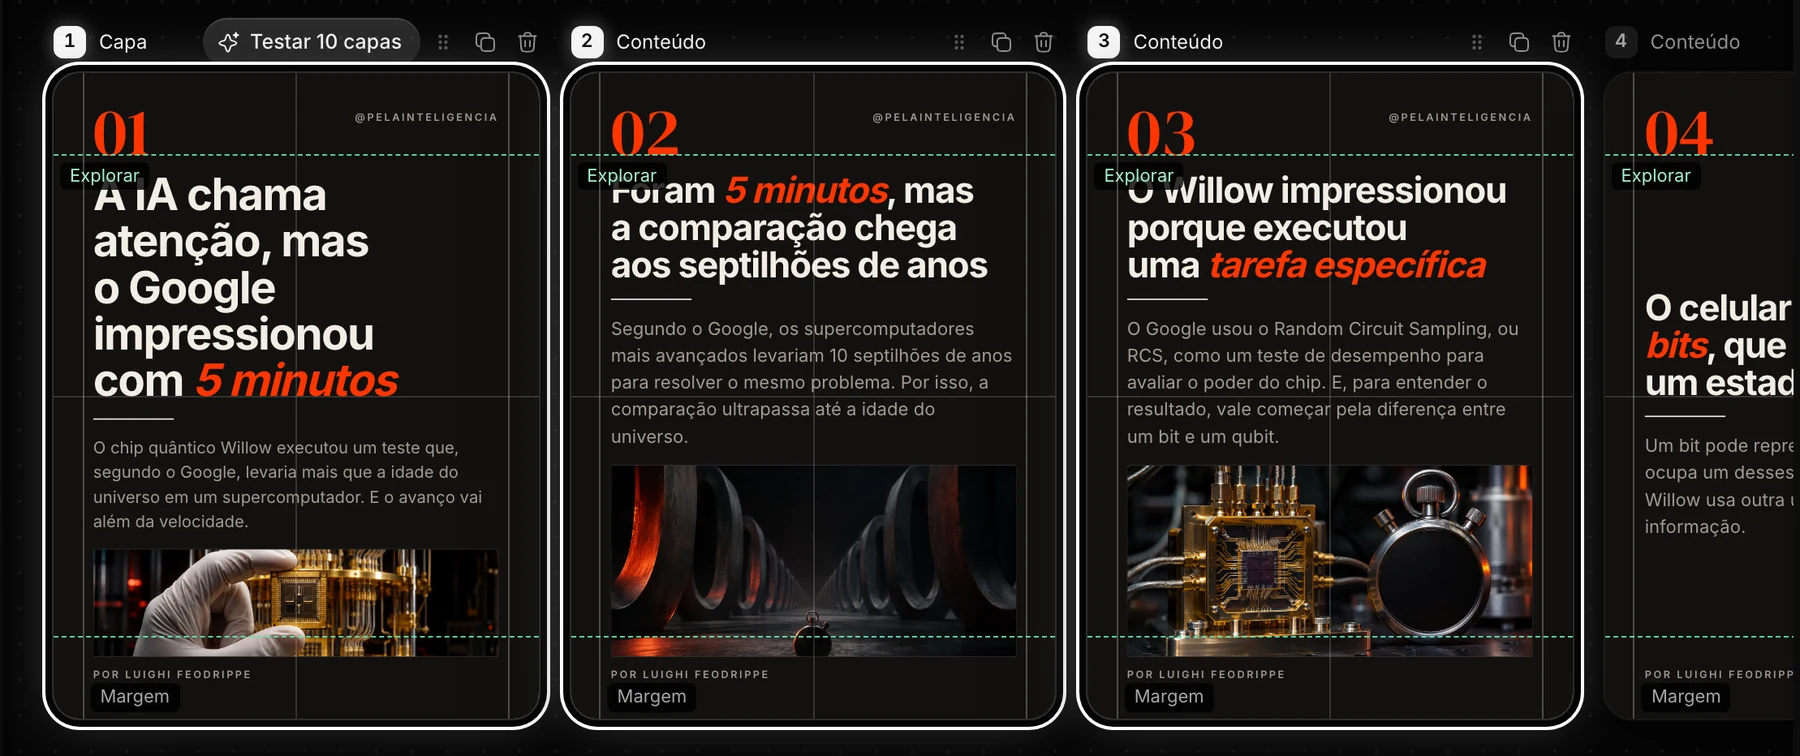 1 Capa
Testar 10 capas
01
@PELAINTELIGENCIA
Explorar
A IA chama
atenção, mas
o Google
impressionou
com 5 minutos
O chip quântico Willow executou um teste que,
segundo o Google, levaria mais que a idade do
universo em um supercomputador. E o avanço vai
além da velocidade.
POR LUIGHI FEODRIPPE
Margem
2 Conteúdo
02
@PELAINTELIGENCIA
Explorar
Foram 5 minutos, mas
a comparação chega
aos septilhões de anos
Segundo o Google, os supercomputadores
mais avançados levariam 10 septilhões de anos
para resolver o mesmo problema. Por isso, a
comparação ultrapassa até a idade do
universo.
POR LUIGHI FEODRIPPE
Margem
3 Conteúdo
03
@PELAINTELIGENCIA
Explorar
O Willow impressionou
porque executou
uma tarefa específica
O Google usou o Random Circuit Sampling, ou
RCS, como um teste de desempenho para
avaliar o poder do chip. E, para entender o
resultado, vale começar pela diferença entre
um bit e um qubit.
POR LUIGHI FEODRIPPE
Margem
4 Conteúdo
04
Explorar
O celular
bits, que
um estad
Um bit pode repre
ocupa um desses
Willow usa outra
informação.
POR LUIGHI FEODRIPP
Margem